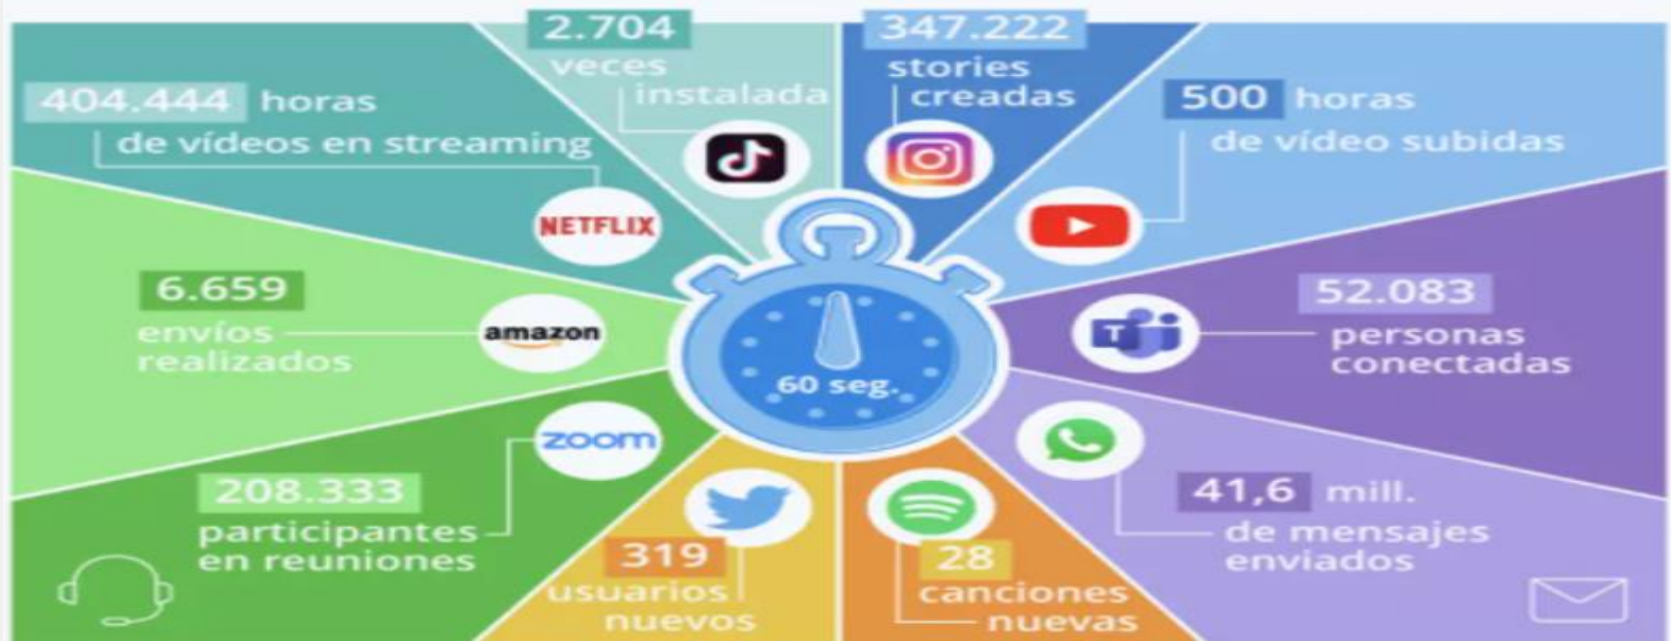 2.704
veces
instalada
347.222
stories
creadas
404.444 horas
de vídeos en streaming
500 horas
de vídeo subidas
NETFLIX
6.659
envíos
realizados
amazon
52.083
personas
conectadas
T
60 seg.
zoom
208.333
participantes
en reuniones
319
usuarios
nuevos
28
canciones
nuevas
41,6 mill.
de mensajes
enviados